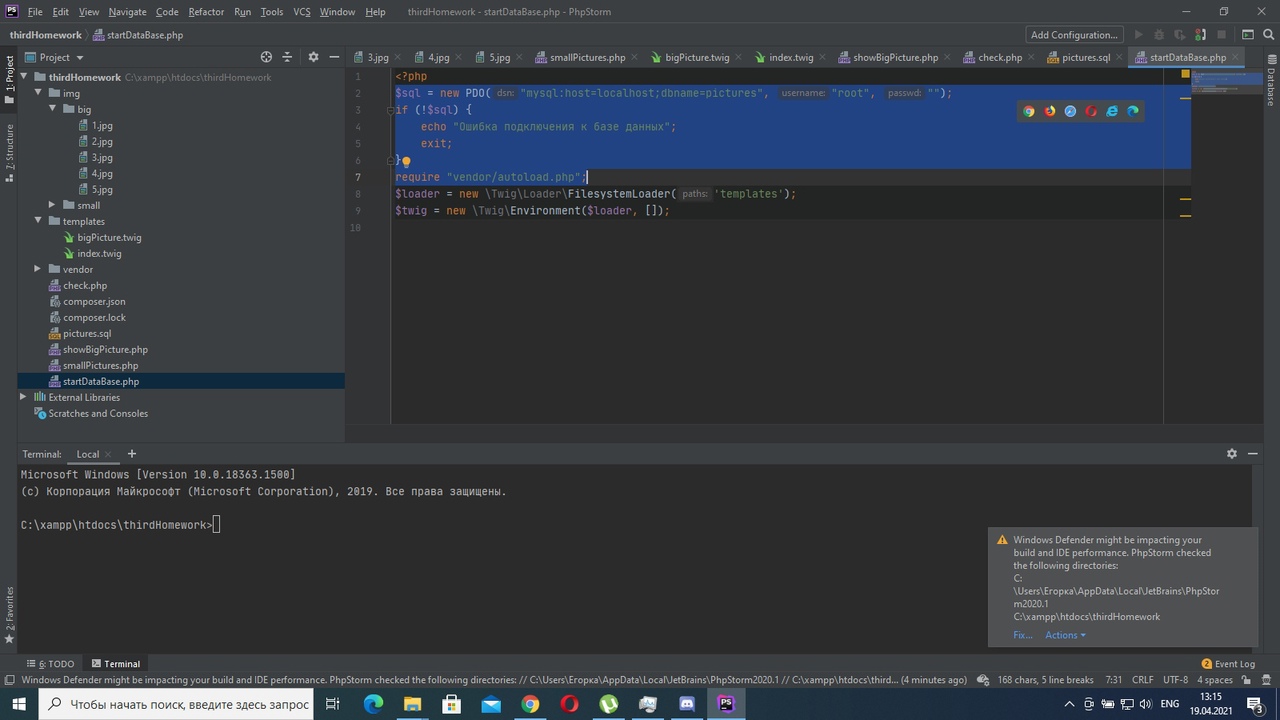 File Edit View Navigate Code Refactor Run Tools VCS Window Help thirdHomework - startDataBase.php - PhpStorm
thirdHomework startDataBase.php
Add Configuration...
Project
3.jpg 4.jpg 5.jpg smallPictures.php bigPicture.twig index.twig showBigPicture.php check.php pictures.sql startDataBase.php
1: Project
7: Structure
2: Favorites
Database
thirdHomework C:\xampp\htdocs\thirdHomework
img
big
1.jpg
2.jpg
3.jpg
4.jpg
5.jpg
small
templates
bigPicture.twig
index.twig
vendor
check.php
composer.json
composer.lock
pictures.sql
showBigPicture.php
smallPictures.php
startDataBase.php
External Libraries
Scratches and Consoles
1 <?php
2 $sql = new PDO( dsn: "mysql:host=localhost;dbname=pictures", username: "root", passwd: "");
3 if (!$sql) {
4 echo "Ошибка подключения к базе данных";
5 exit;
6 }
7 require "vendor/autoload.php";
8 $loader = new \Twig\Loader\FilesystemLoader( paths: 'templates');
9 $twig = new \Twig\Environment($loader, []);
10
Terminal: Local +
Microsoft Windows [Version 10.0.18363.1500]
(c) Корпорация Майкрософт (Microsoft Corporation), 2019. Все права защищены.
C:\xampp\htdocs\thirdHomework>
Windows Defender might be impacting your
build and IDE performance. PhpStorm checked
the following directories:
C:
\Users\Егорка\AppData\Local\JetBrains\PhpStor
m2020.1
C:\xampp\htdocs\thirdHomework
Fix... Actions
6: TODO Terminal
2 Event Log
Windows Defender might be impacting your build and IDE performance. PhpStorm checked the following directories: // C:\Users\Егорка\AppData\Local\JetBrains\PhpStorm2020.1 // C:\xampp\htdocs\third... (4 minutes ago) 168 chars, 5 line breaks 7:31 CRLF UTF-8 4 spaces
Чтобы начать поиск, введите здесь запрос
ENG
13:15
19.04.2021
3